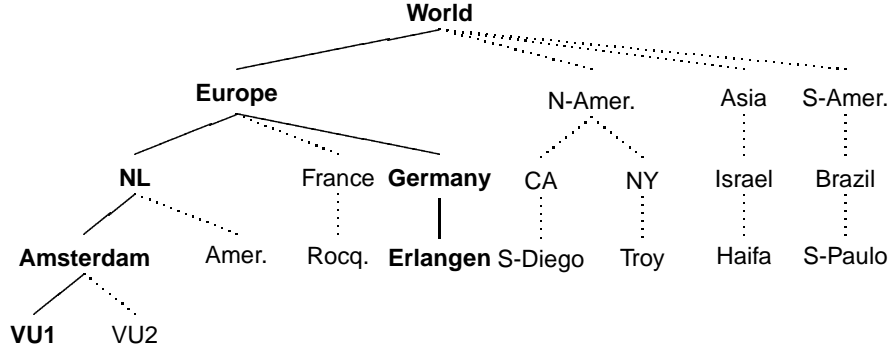 World
Europe N-Amer. Asia S-Amer.
NL France Germany CA NY Israel Brazil
Amsterdam Amer. Rocq. Erlangen S-Diego Troy Haifa S-Paulo
VU1 VU2